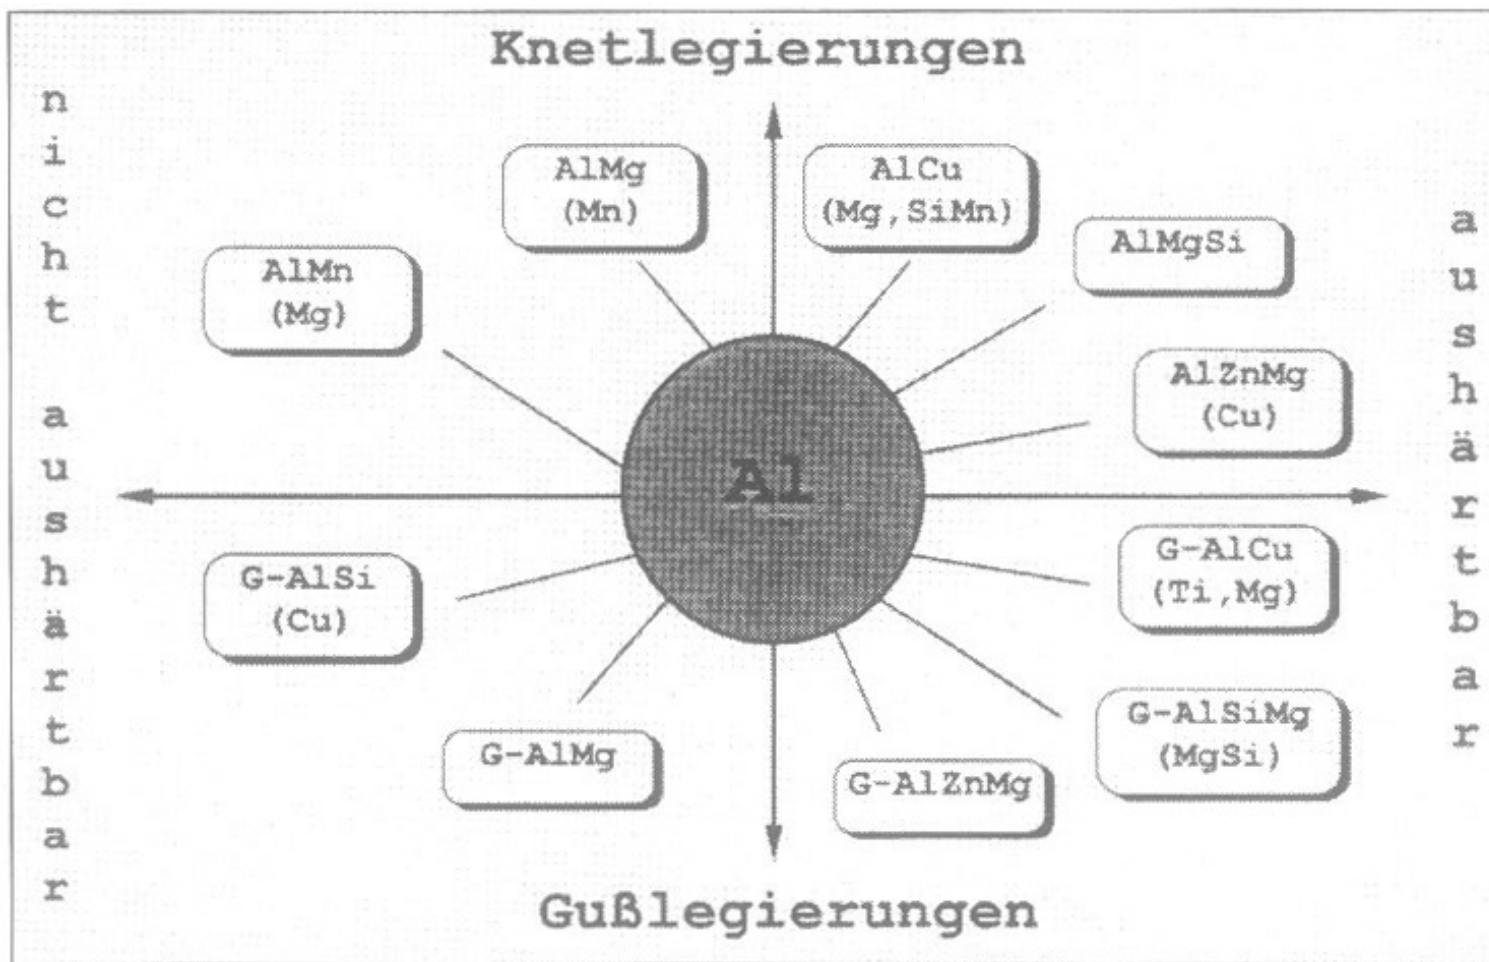 Knetlegierungen
nicht aushärtbar
AlMg
(Mn)
AlCu
(Mg,SiMn)
AlMgSi
AlMn
(Mg)
AlZnMg
(Cu)
aushärtbar
Al
G-AlSi
(Cu)
G-AlCu
(Ti,Mg)
G-AlMg
G-AlZnMg
G-AlSiMg
(MgSi)
Gußlegierungen